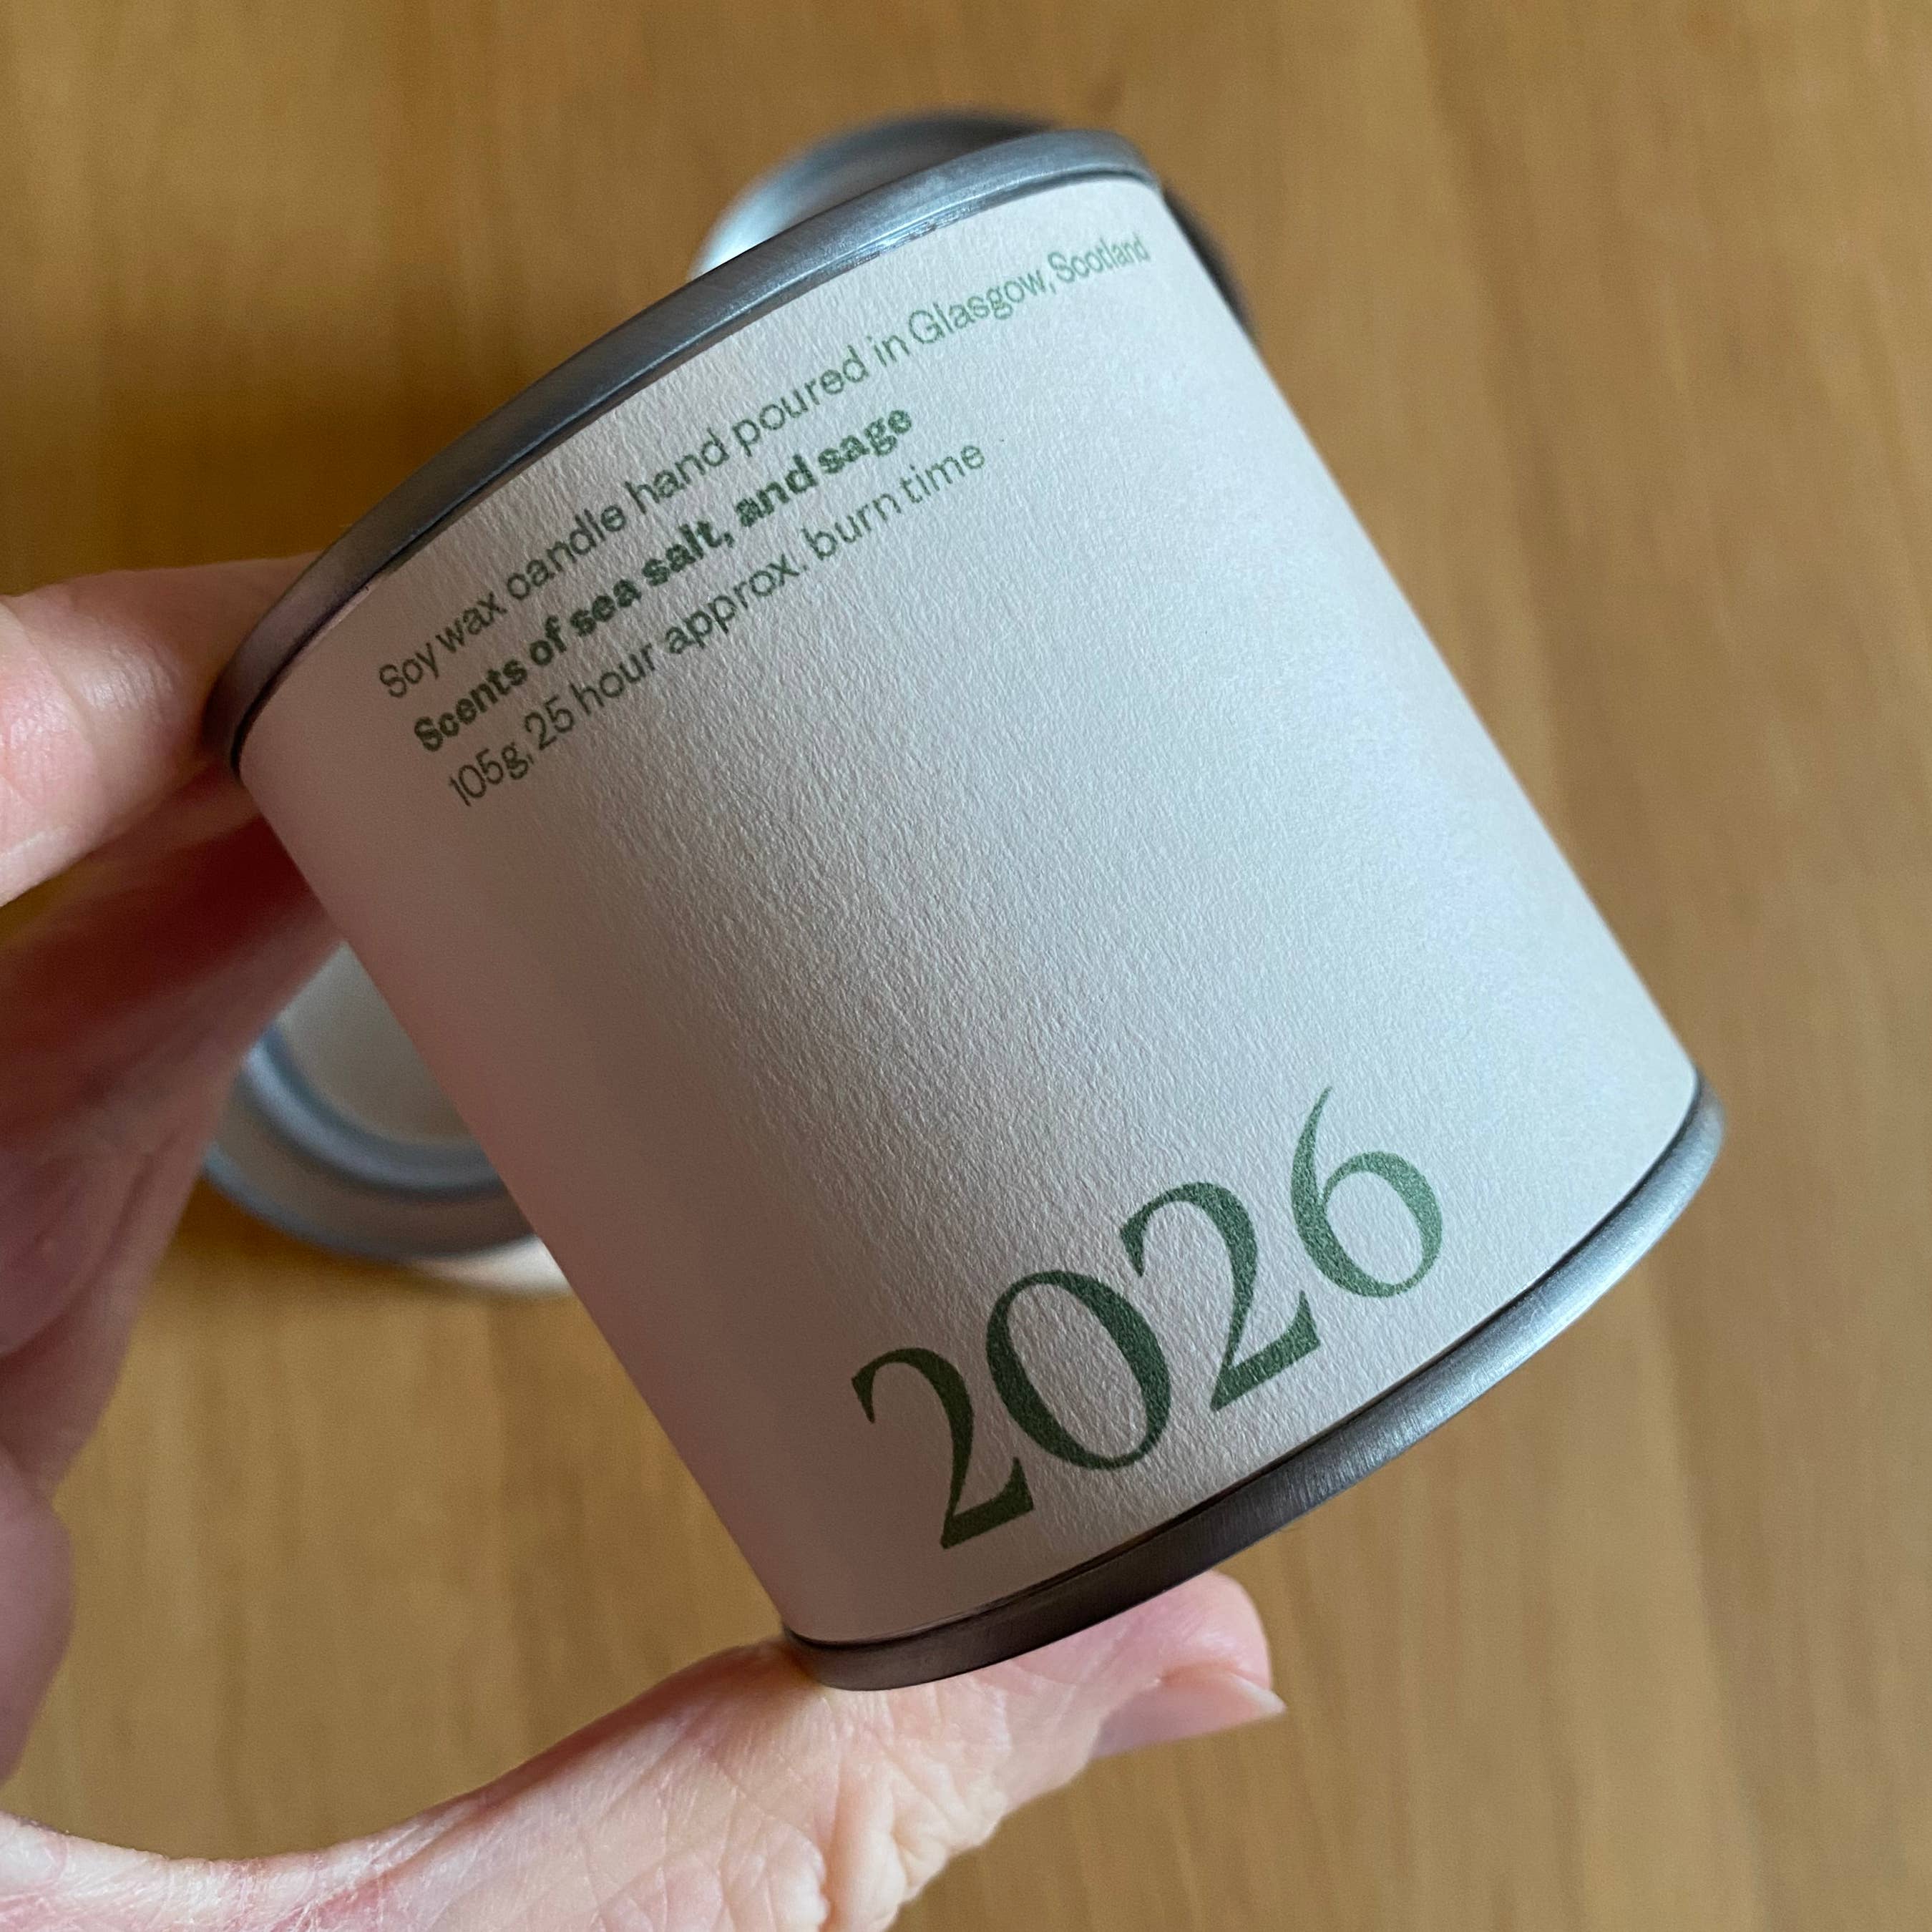 Soy wax candle hand poured in Glasgow, Scotland
Scents of sea salt, and sage
105g, 25 hour approx. burn time
2026